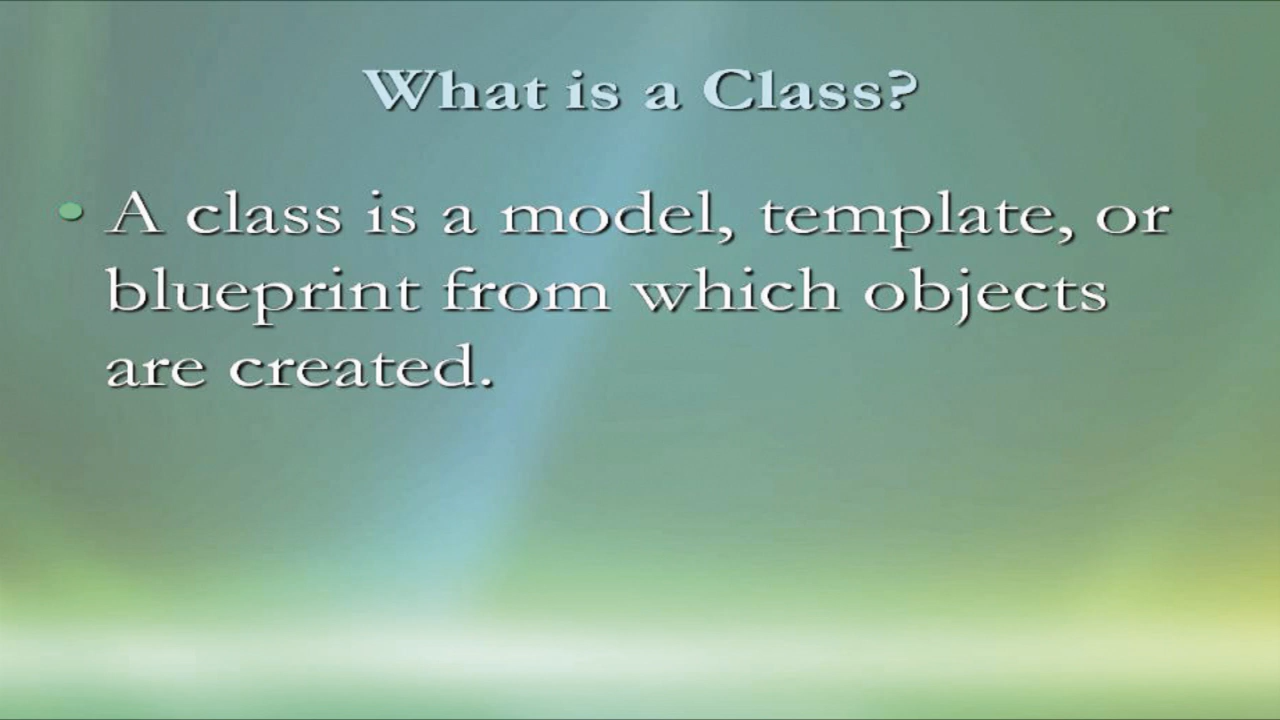 What is a Class?
• A class is a model, template, or
blueprint from which objects
are created.